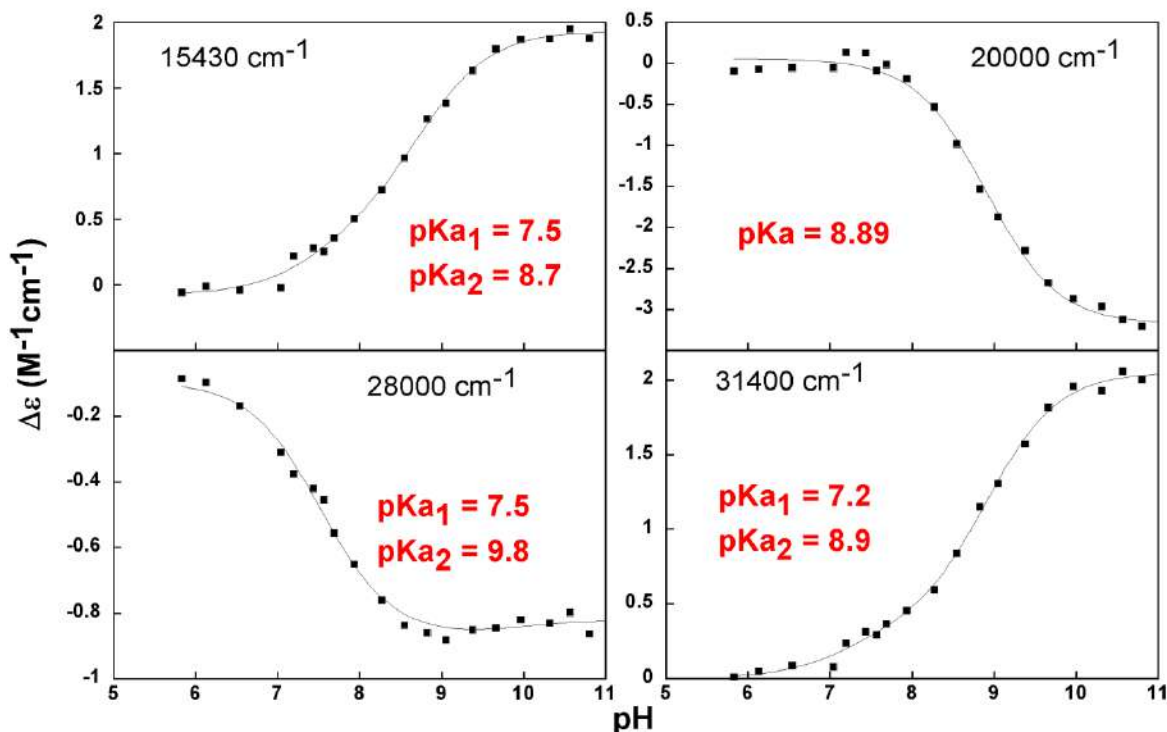 2
15430 cm-1
1.5
1
0.5
0
pKa1 = 7.5
pKa2 = 8.7
0.5
0
20000 cm-1
-0.5
-1
-1.5
-2
-2.5
-3
pKa = 8.89
Δε (M-1cm-1)
28000 cm-1
-0.2
-0.4
-0.6
-0.8
-1
pKa1 = 7.5
pKa2 = 9.8
5 6 7 8 9 10 11
31400 cm-1
2
1.5
1
0.5
0
pKa1 = 7.2
pKa2 = 8.9
5 6 7 8 9 10 11
pH